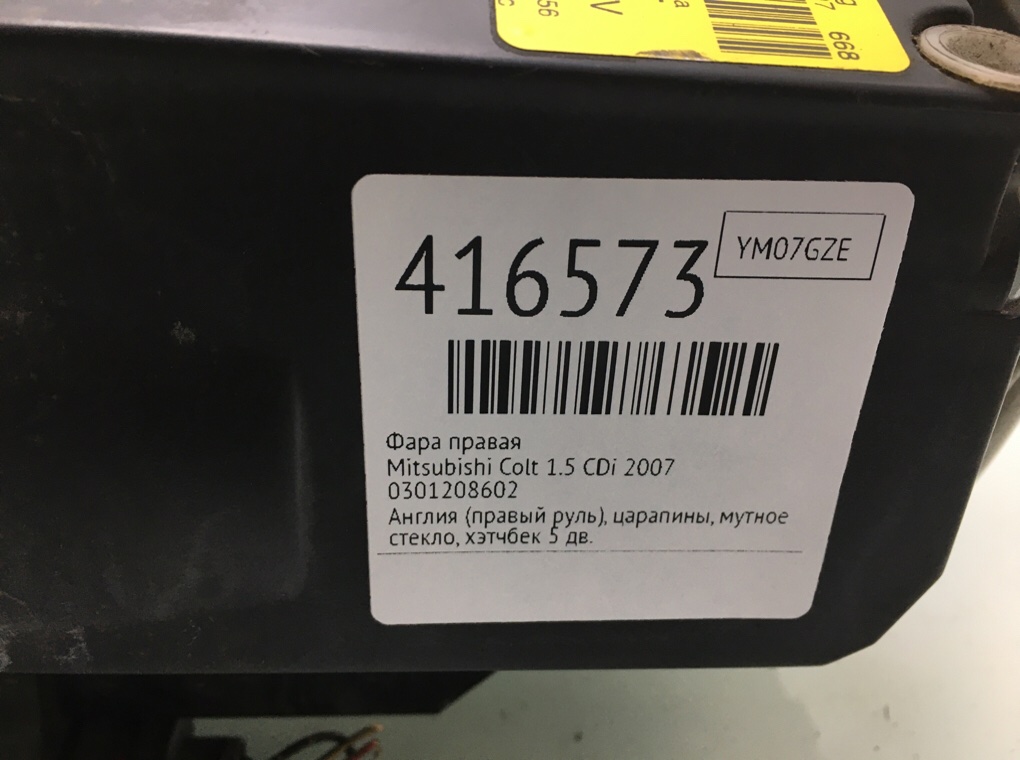 668
56
V
416573
YM07GZE
Фара правая
Mitsubishi Colt 1.5 CDi 2007
0301208602
Англия (правый руль), царапины, мутное
стекло, хэтчбек 5 дв.